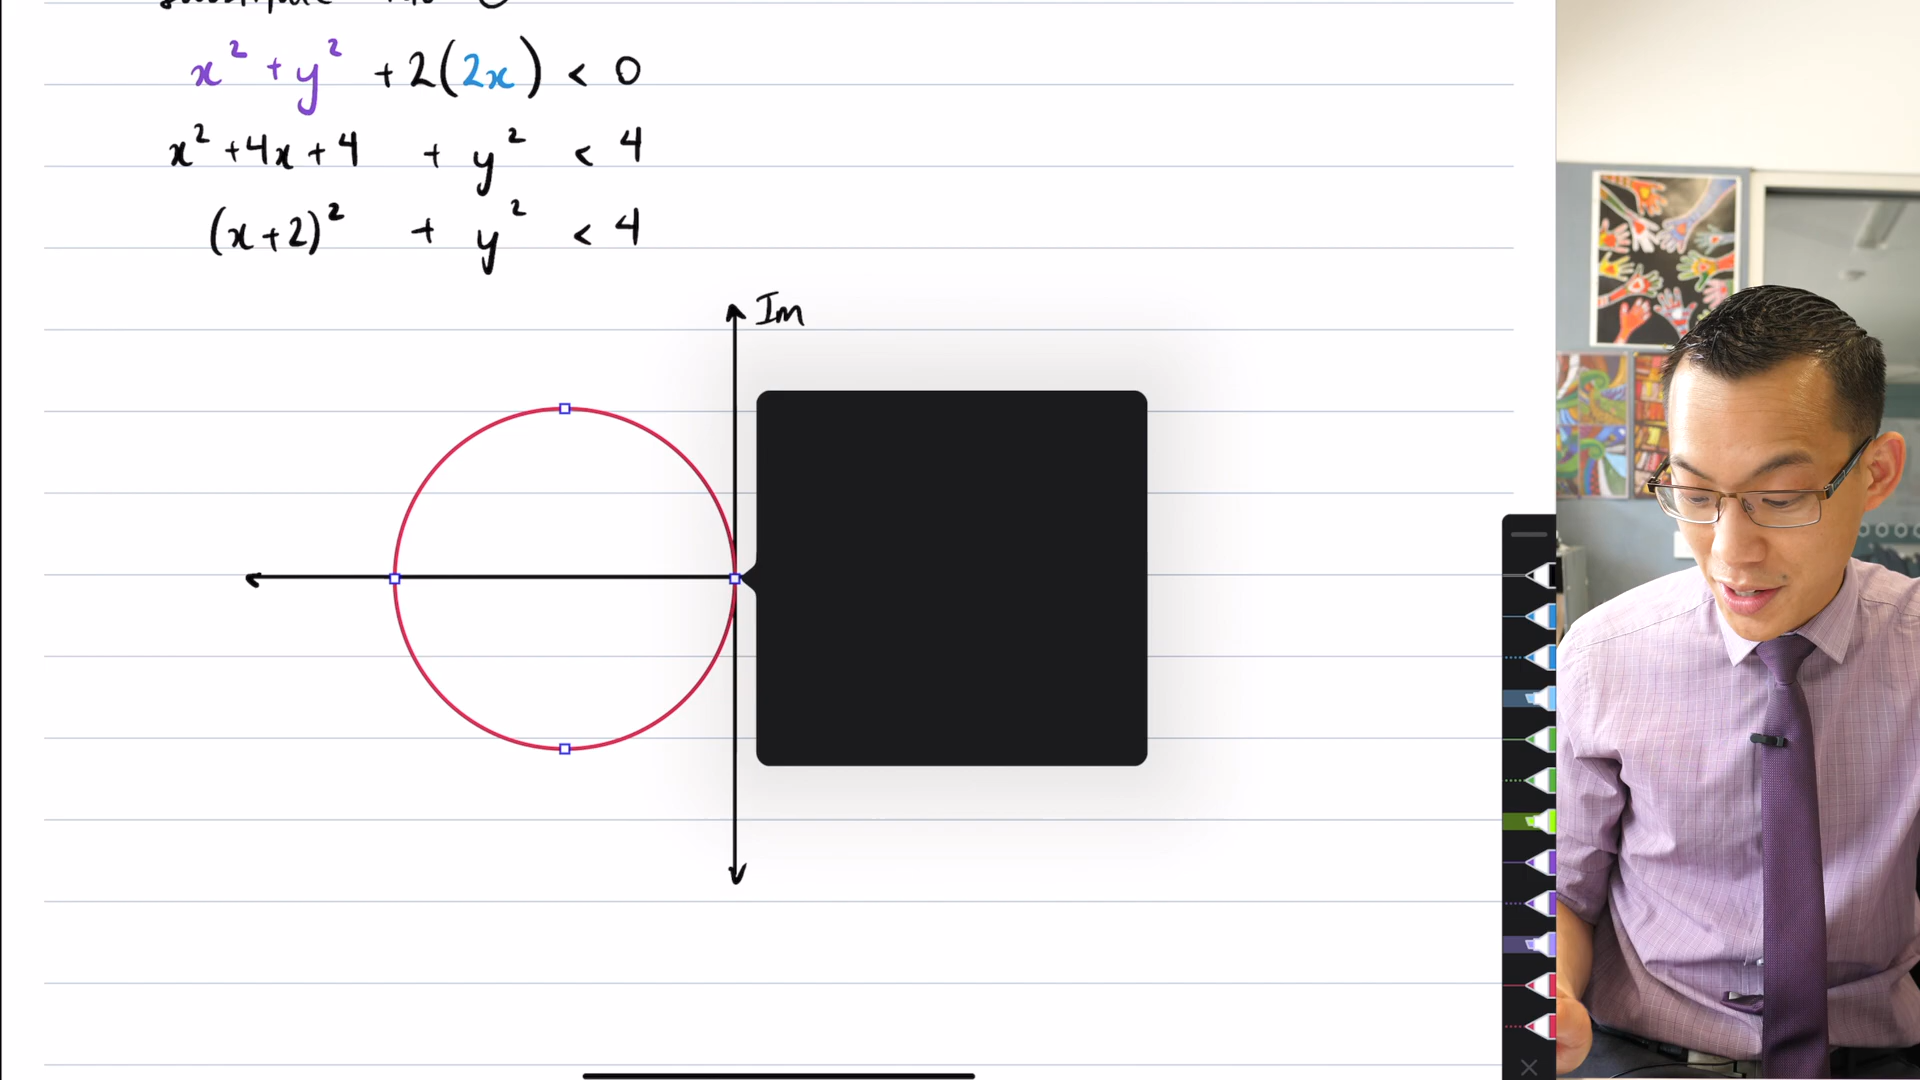 x² + y² + 2(2x) < 0
x² + 4x + 4 + y² < 4
(x + 2)² + y² < 4
Im